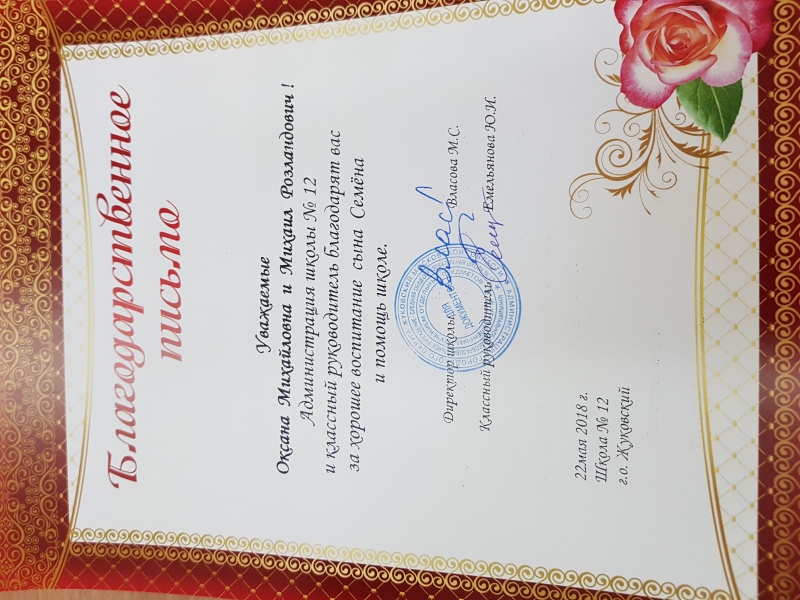 Благодарственное
письмо
Уважаемые
Оксана Михайловна и Михаил Розландович !
Администрация школы № 12
и классный руководитель благодарят вас
за хорошее воспитание сына Семёна
и помощь школе.
Директор школы Власова М.С.
Классный руководитель Емельянова Ю.И.
22мая 2018 г.
Школа № 12
г.о. Жуковский